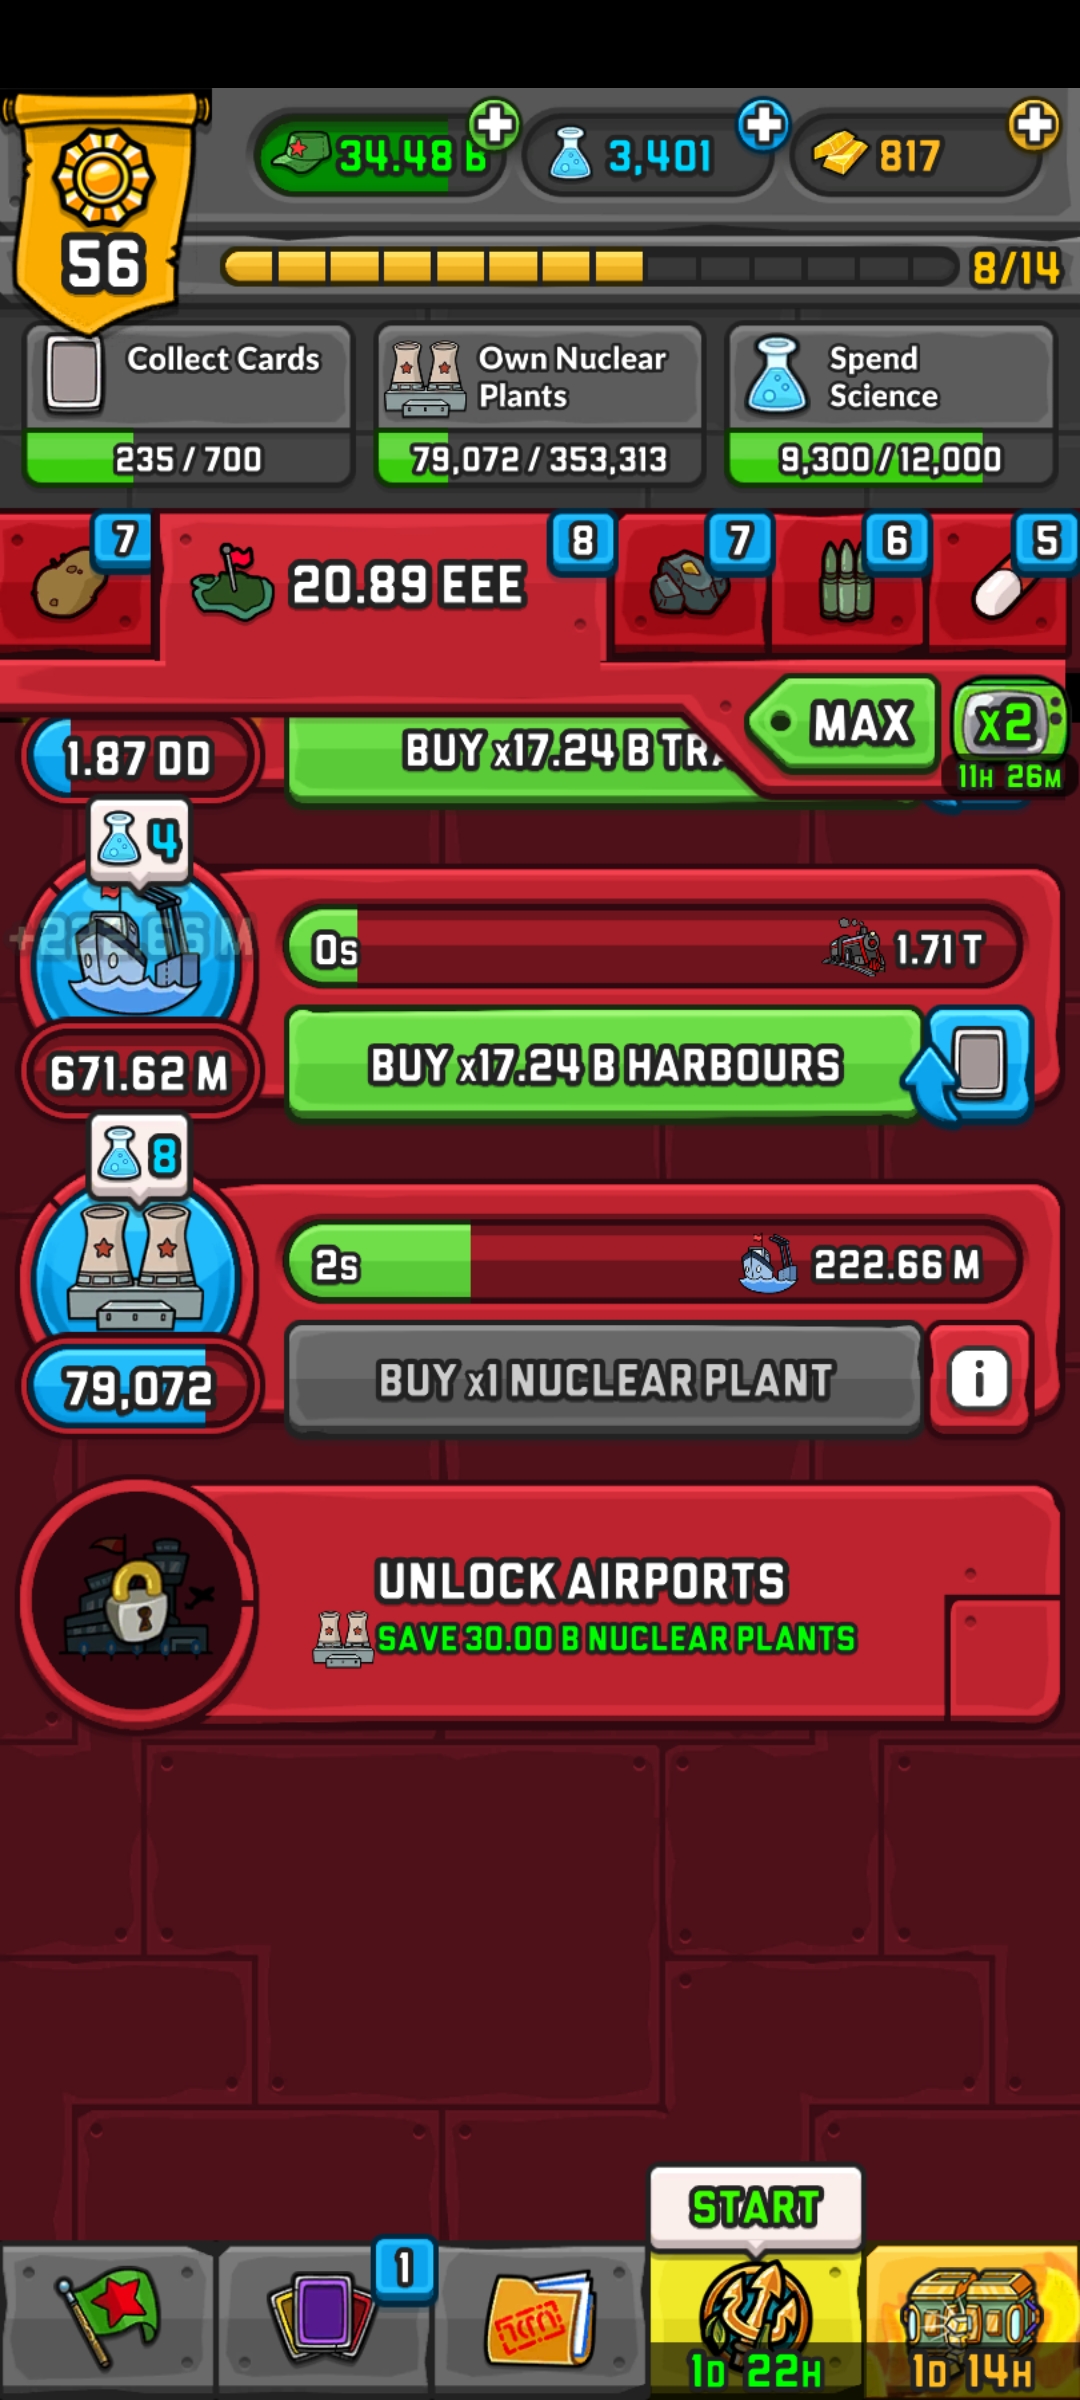 34.48 B
3,401
817
56
8/14
Collect Cards
235 / 700
Own Nuclear
Plants
79,072 / 353,313
Spend
Science
9,300 / 12,000
7
20.89 EEE
8
7
6
5
MAX
x2
11H 26M
1.87 DD
BUY x17.24 B
4
+222.66 M
0s
1.71 T
671.62 M
BUY x17.24 B HARBOURS
8
2s
222.66 M
79,072
BUY x1 NUCLEAR PLANT
i
UNLOCK AIRPORTS
SAVE 30.00 B NUCLEAR PLANTS
START
1
1D 22H
1D 14H